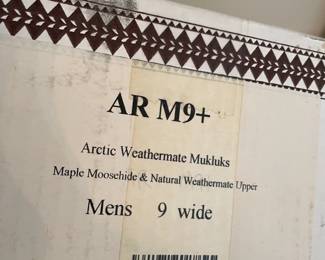 AR M9+
Arctic Weathermate Mukluks
Maple Moosehide & Natural Weathermate Upper
Mens 9 wide